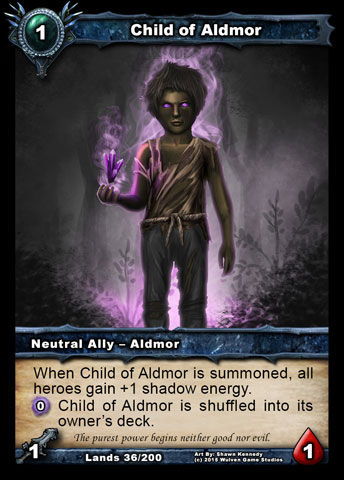 1
Child of Aldmor
Neutral Ally – Aldmor
When Child of Aldmor is summoned, all
heroes gain +1 shadow energy.
0 Child of Aldmor is shuffled into its
owner's deck.
The purest power begins neither good nor evil.
1
Lands 36/200
Art By: Shawn Kennedy
(c) 2015 Wulven Game Studios
1